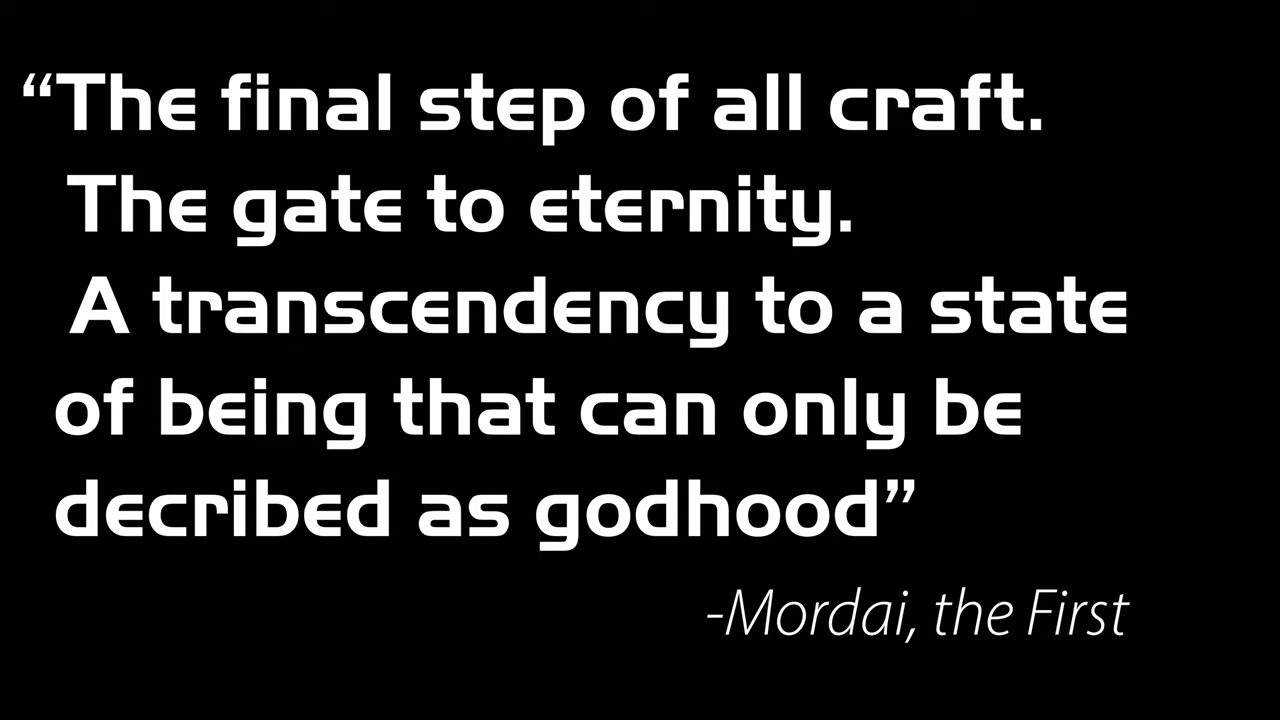 “The final step of all craft.
The gate to eternity.
A transcendency to a state
of being that can only be
decribed as godhood”
-Mordai, the First